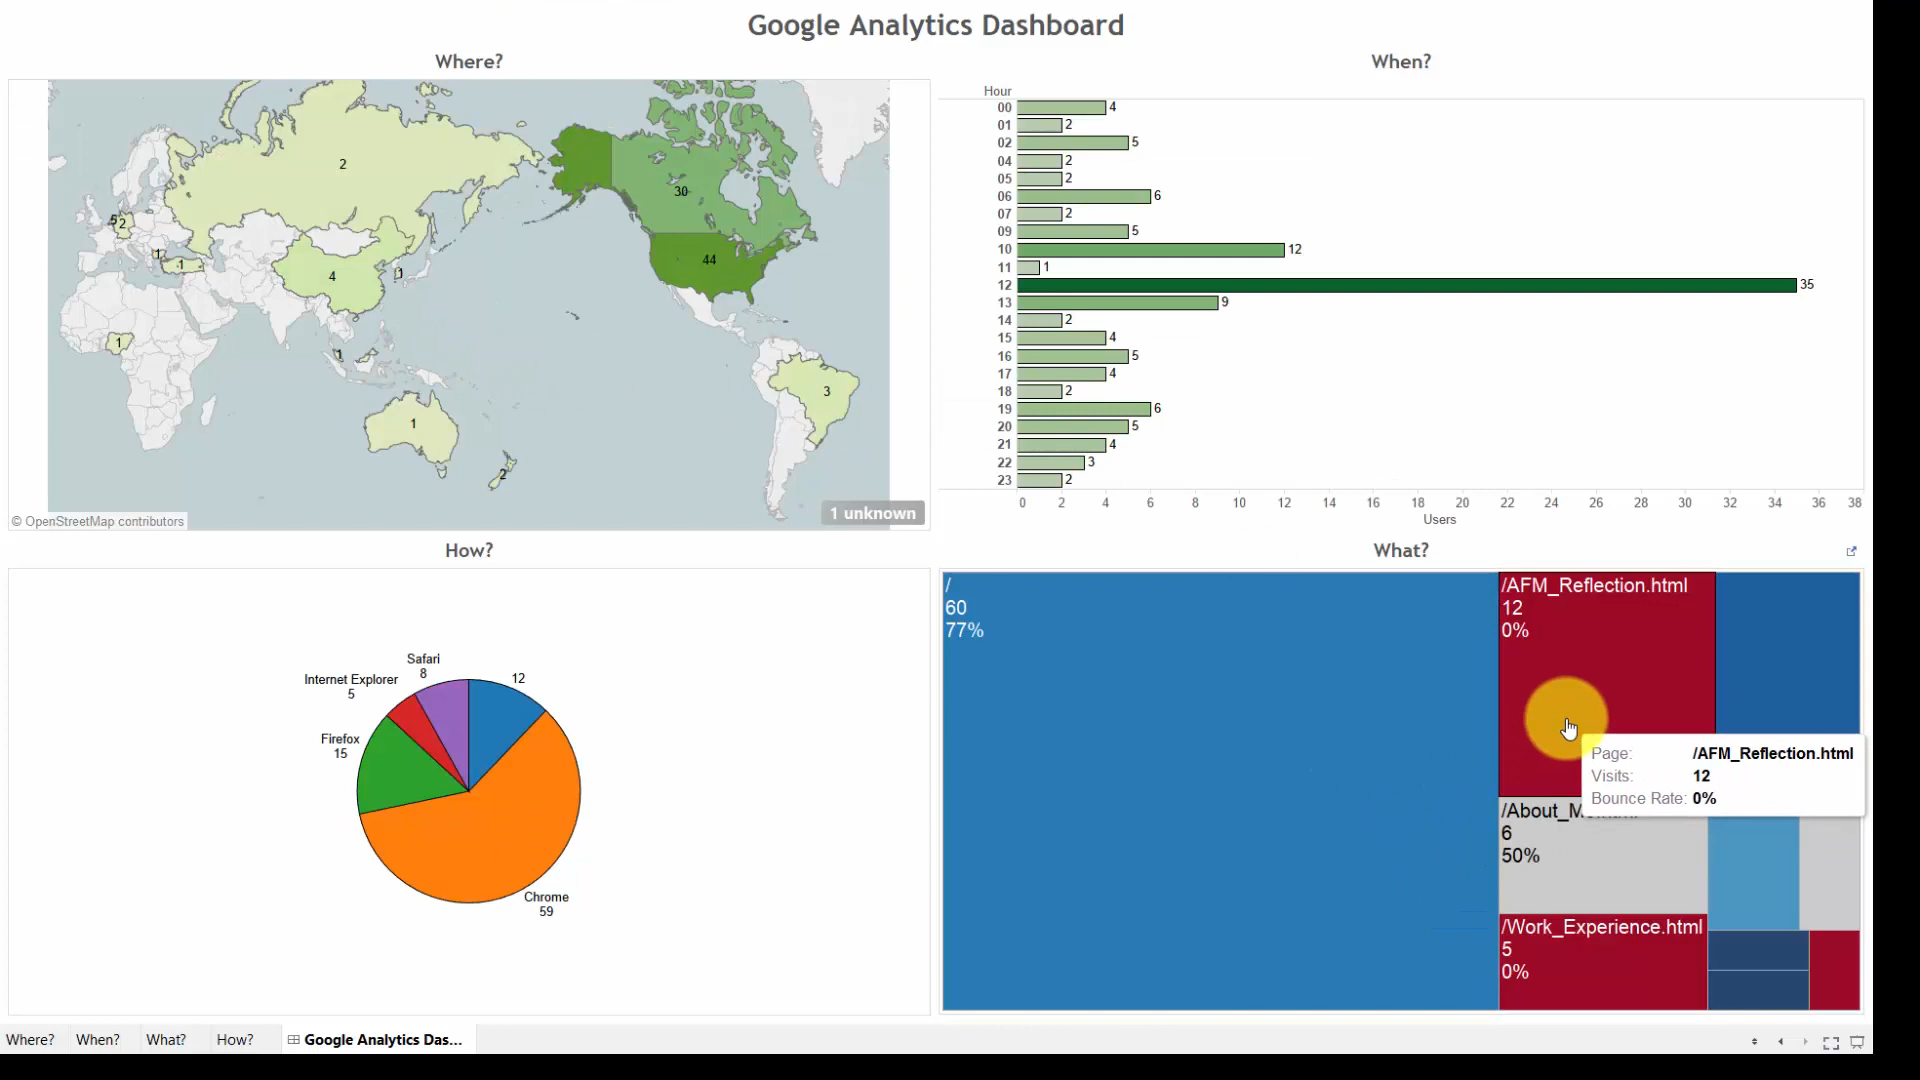 Google Analytics Dashboard
Where?
2
30
5
2
1
1
4
1
44
1
1
3
1
2
© OpenStreetMap contributors
1 unknown
When?
Hour
00 4
01 2
02 5
04 2
05 2
06 6
07 2
09 5
10 12
11 1
12 35
13 9
14 2
15 4
16 5
17 4
18 2
19 6
20 5
21 4
22 3
23 2
0 2 4 6 8 10 12 14 16 18 20 22 24 26 28 30 32 34 36 38
Users
How?
Safari
8
12
Internet Explorer
5
Firefox
15
Chrome
59
What?
/
60
77%
/AFM_Reflection.html
12
0%
Page: /AFM_Reflection.html
Visits: 12
Bounce Rate: 0%
6
50%
/Work_Experience.html
5
0%
Where? When? What? How? Google Analytics Das...